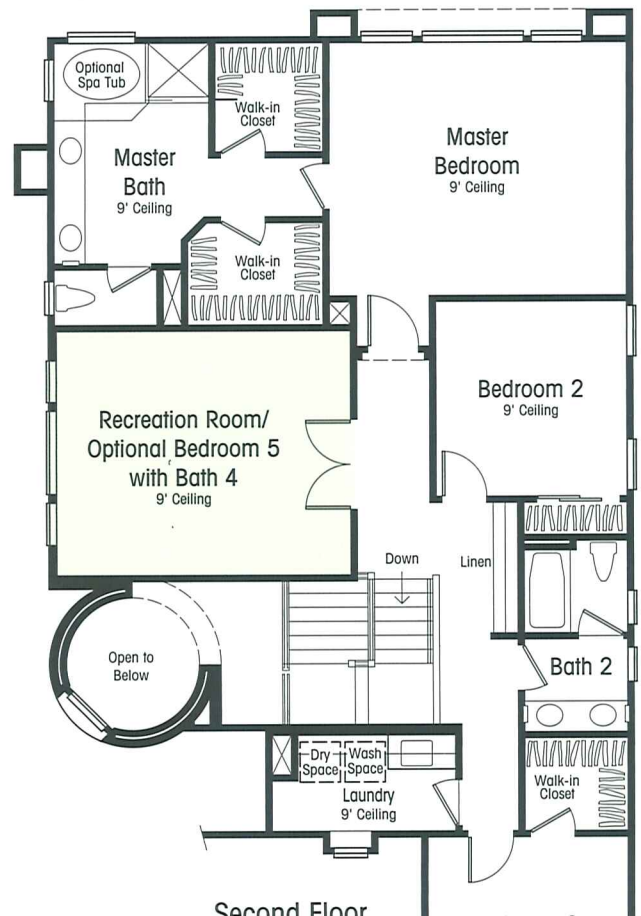 Optional
Spa Tub
Walk-in
Closet
Master
Bath
9' Ceiling
Master
Bedroom
9' Ceiling
Walk-in
Closet
Bedroom 2
9' Ceiling
Recreation Room/
Optional Bedroom 5
with Bath 4
9' Ceiling
Down
Linen
Open to
Below
Bath 2
Dry
Space
Wash
Space
Laundry
9' Ceiling
Walk-in
Closet
Second Floor